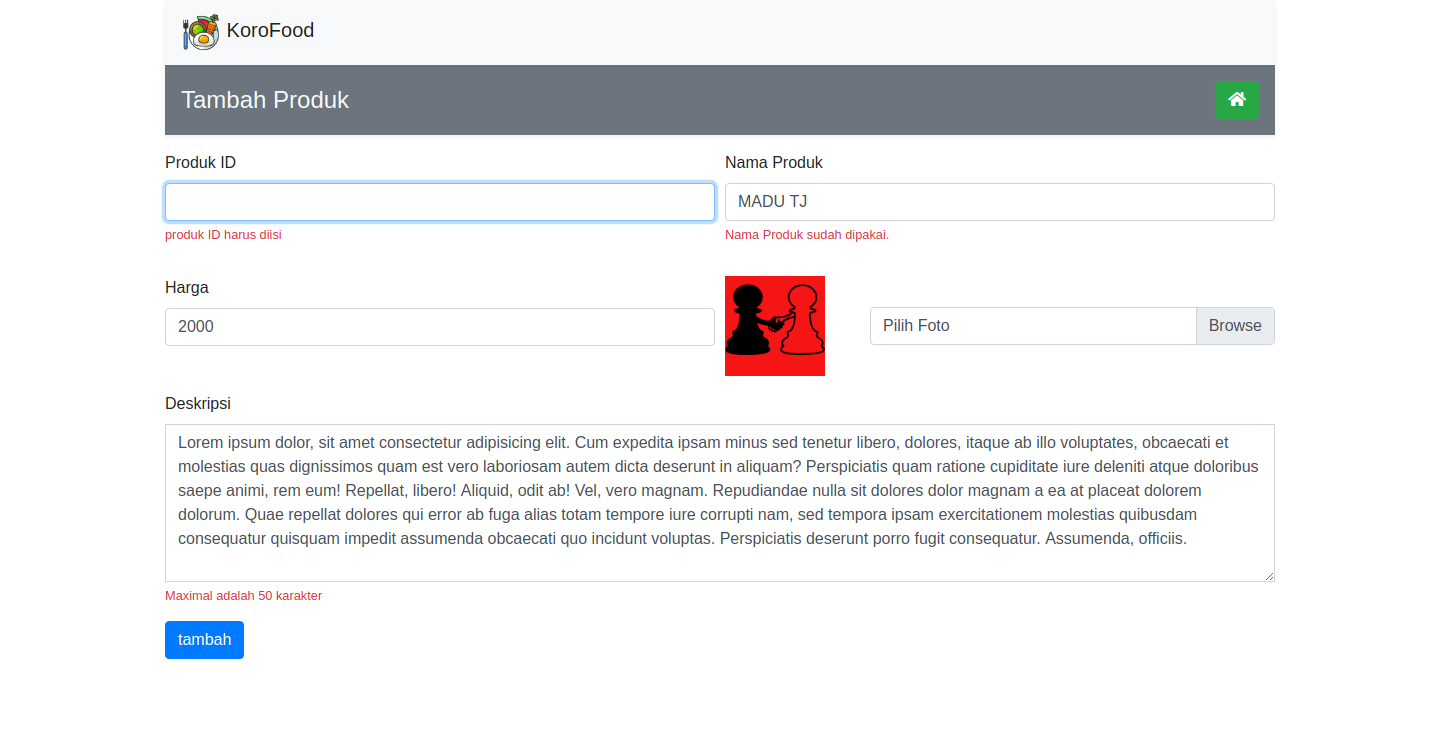 KoroFood
Tambah Produk
Produk ID
Nama Produk
MADU TJ
produk ID harus diisi
Nama Produk sudah dipakai.
Harga
2000
Pilih Foto
Browse
Deskripsi
Lorem ipsum dolor, sit amet consectetur adipisicing elit. Cum expedita ipsam minus sed tenetur libero, dolores, itaque ab illo voluptates, obcaecati et
molestias quas dignissimos quam est vero laboriosam autem dicta deserunt in aliquam? Perspiciatis quam ratione cupiditate iure deleniti atque doloribus
saepe animi, rem eum! Repellat, libero! Aliquid, odit ab! Vel, vero magnam. Repudiandae nulla sit dolores dolor magnam a ea at placeat dolorem
dolorum. Quae repellat dolores qui error ab fuga alias totam tempore iure corrupti nam, sed tempora ipsam exercitationem molestias quibusdam
consequatur quisquam impedit assumenda obcaecati quo incidunt voluptas. Perspiciatis deserunt porro fugit consequatur. Assumenda, officiis.
Maximal adalah 50 karakter
tambah